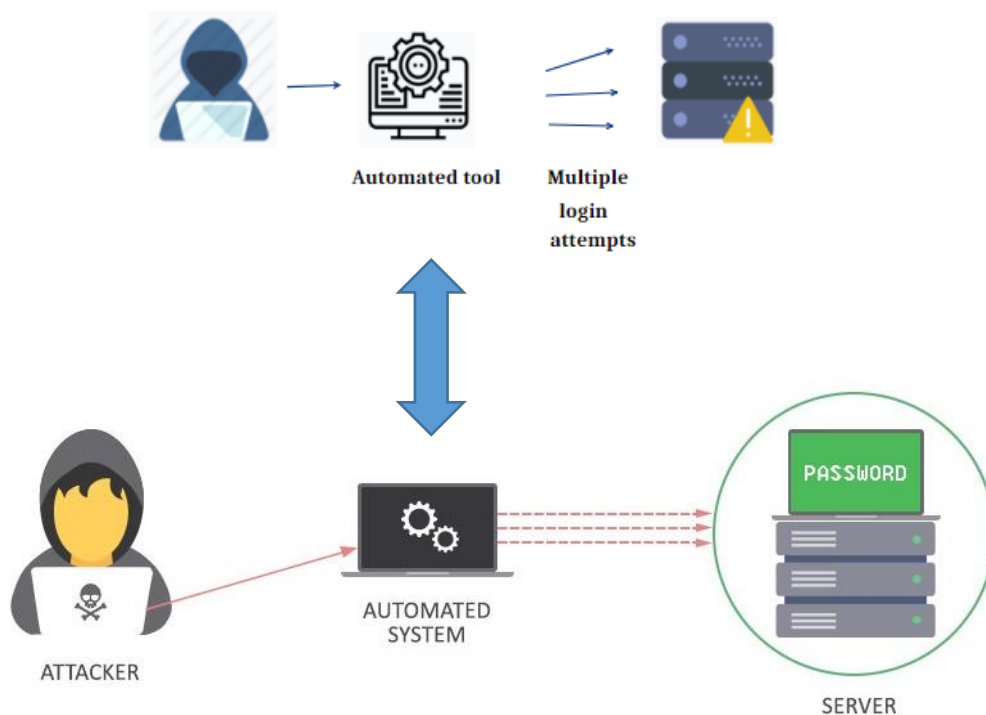 Automated tool
Multiple
login
attempts
PASSWORD
AUTOMATED
SYSTEM
ATTACKER
SERVER